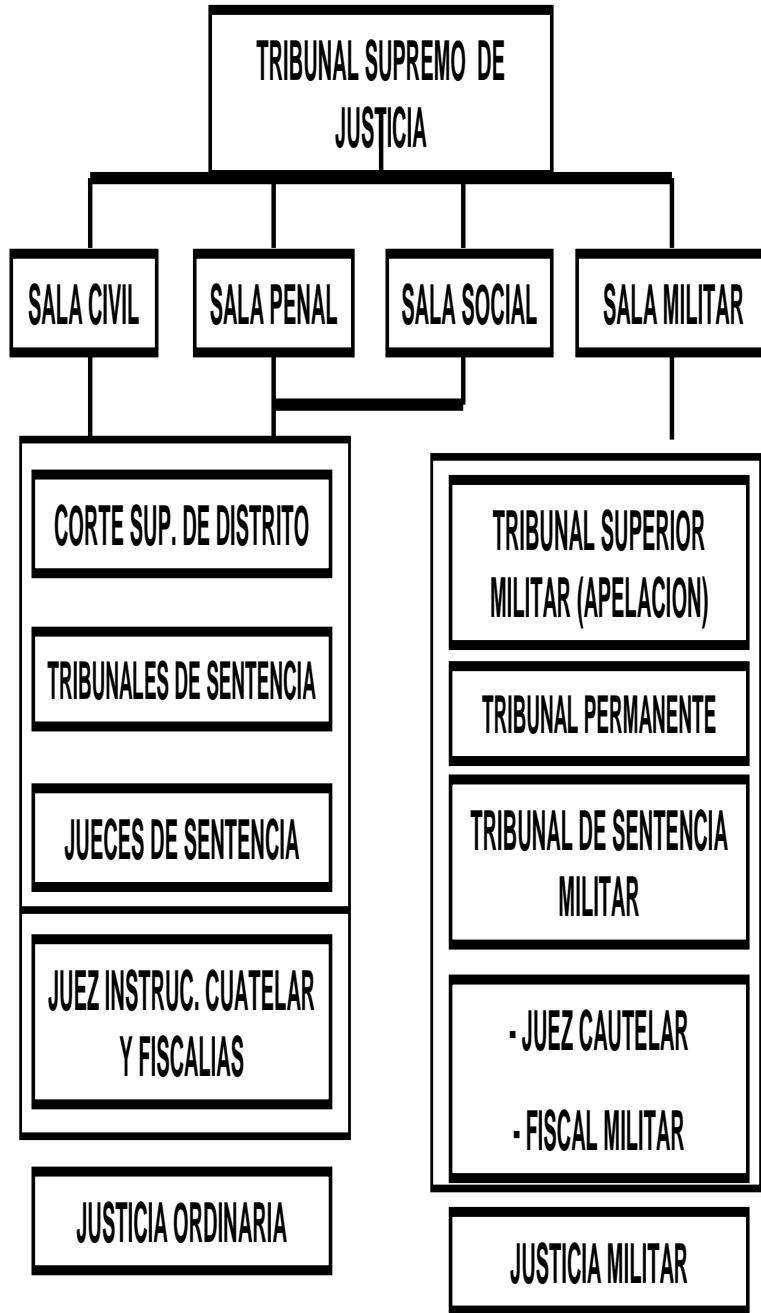 TRIBUNAL SUPREMO DE
JUSTICIA
SALA CIVIL
SALA PENAL
SALA SOCIAL
SALA MILITAR
CORTE SUP. DE DISTRITO
TRIBUNALES DE SENTENCIA
JUECES DE SENTENCIA
JUEZ INSTRUC. CUATELAR
Y FISCALIAS
JUSTICIA ORDINARIA
TRIBUNAL SUPERIOR
MILITAR (APELACION)
TRIBUNAL PERMANENTE
TRIBUNAL DE SENTENCIA
MILITAR
- JUEZ CAUTELAR
- FISCAL MILITAR
JUSTICIA MILITAR